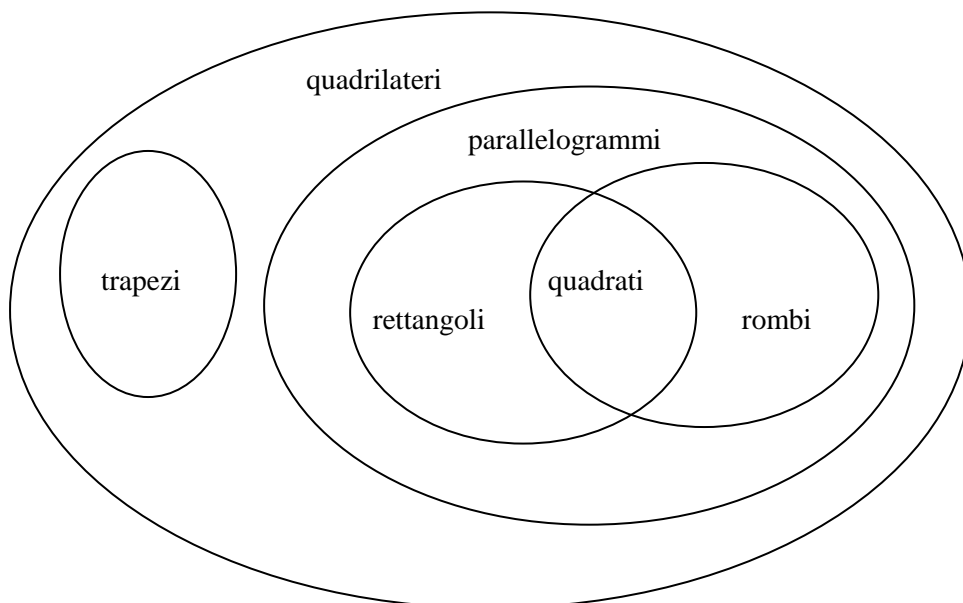 quadrilateri
parallelogrammi
trapezi
quadrati
rettangoli
rombi